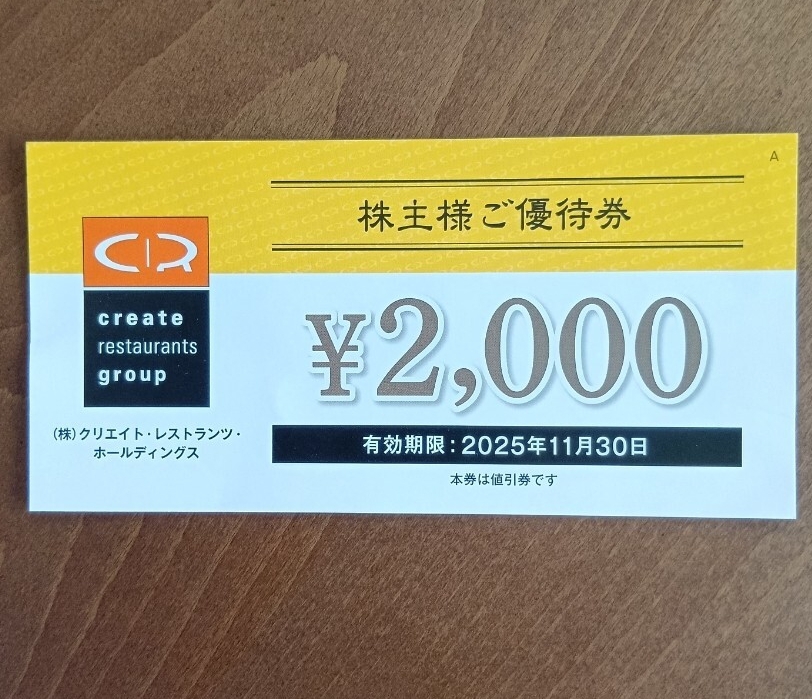 A
株主様ご優待券
CR
create
restaurants
group
¥2,000
(株)クリエイト・レストランツ・
ホールディングス
有効期限:2025年11月30日
本券は値引券です